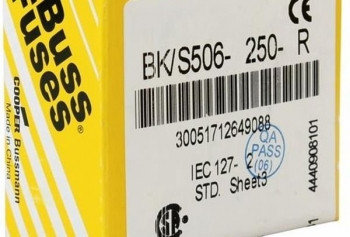 Buss
Fuses
COOPER Bussmann
Made in China
CE
BK/S506- 250- R
30051712649088
IEC 127- 2
STD. Sheet3
QA
PASS
(06)
4440908101